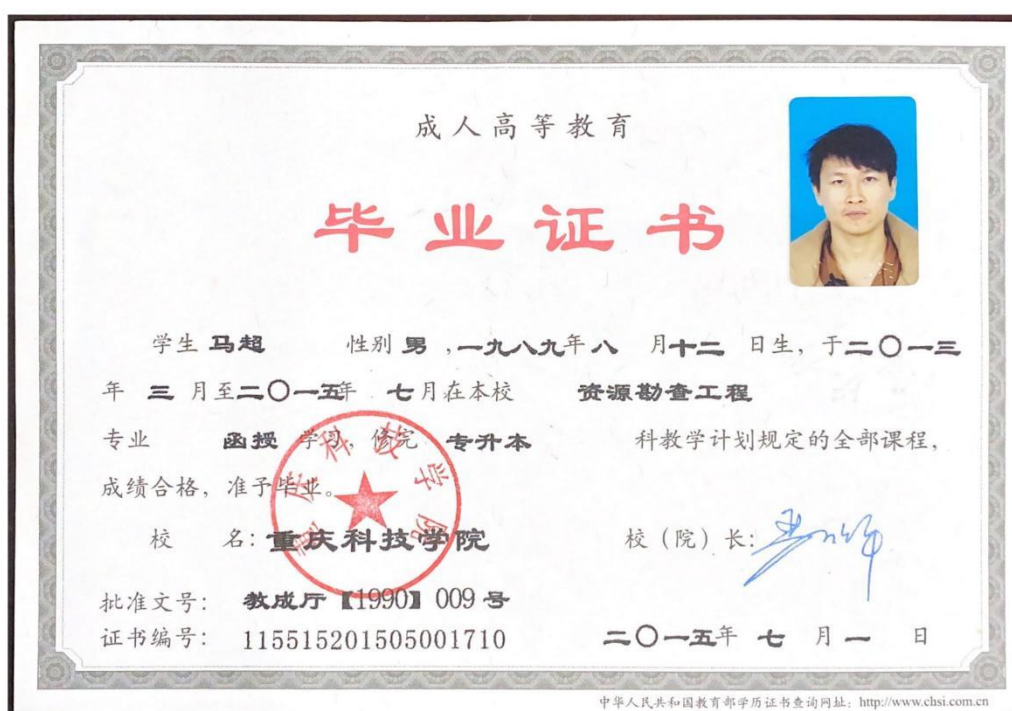 成人高等教育
毕业证书
学生 马超 性别 男 ,一九八九年八 月十二 日生，于二〇一三
年 三 月至二〇一五年 七月在本校 资源勘查工程
专业 函授 学习，修完 专升本 科教学计划规定的全部课程，
成绩合格，准予毕业。
重庆科技学院
校 名：重庆科技学院 校（院）长：
批准文号： 教成厅【1990】009号
证书编号： 115515201505001710 二〇一五年 七 月 一 日
中华人民共和国教育部学历证书查询网址：http://www.chsi.com.cn